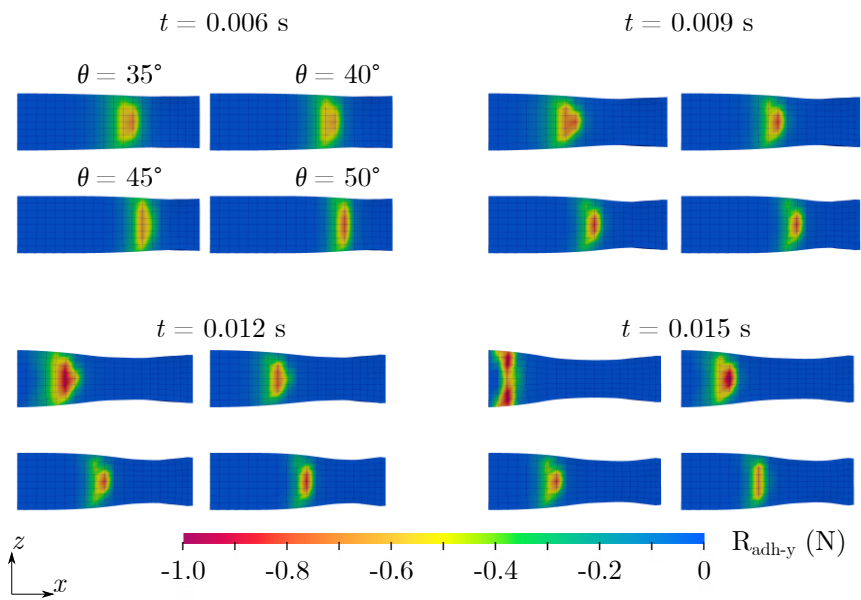 t = 0.006 s
t = 0.009 s
θ = 35°
θ = 40°
θ = 45°
θ = 50°
t = 0.012 s
t = 0.015 s
z
x
R_adh-y (N)
-1.0 -0.8 -0.6 -0.4 -0.2 0